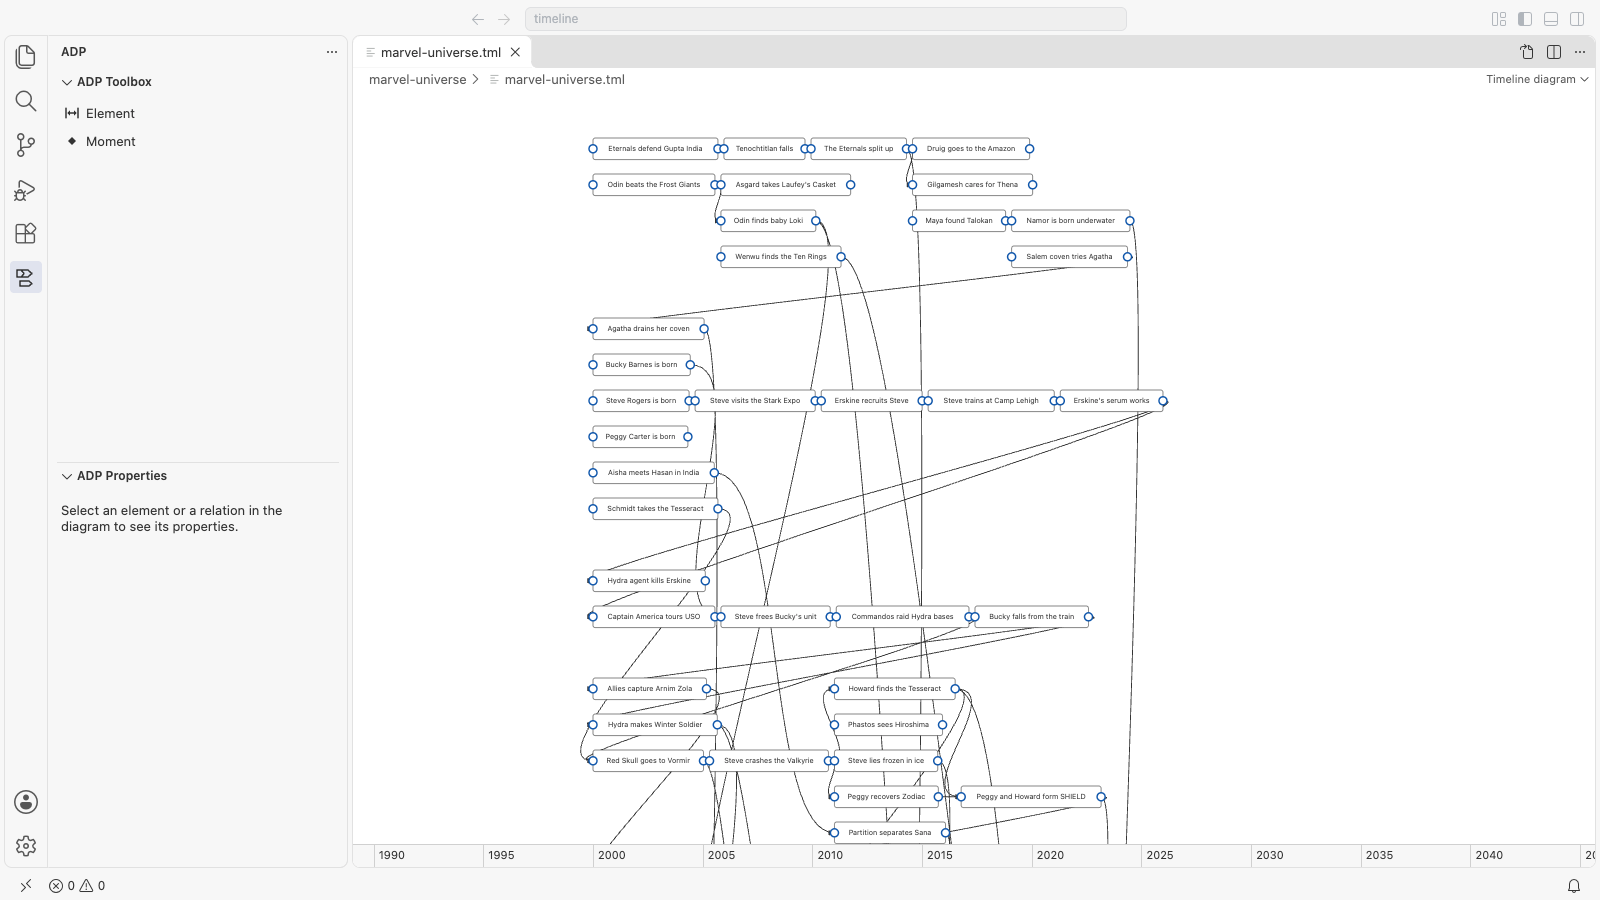 timeline
ADP
marvel-universe.tml
marvel-universe
marvel-universe.tml
Timeline diagram
ADP Toolbox
Element
Moment
ADP Properties
Select an element or a relation in the
diagram to see its properties.
Eternals defend Gupta India
Tenochtitlan falls
The Eternals split up
Druig goes to the Amazon
Odin beats the Frost Giants
Asgard takes Laufey's Casket
Gilgamesh cares for Thena
Odin finds baby Loki
Maya found Talokan
Namor is born underwater
Wenwu finds the Ten Rings
Salem coven tries Agatha
Agatha drains her coven
Bucky Barnes is born
Steve Rogers is born
Steve visits the Stark Expo
Erskine recruits Steve
Steve trains at Camp Lehigh
Erskine's serum works
Peggy Carter is born
Aisha meets Hasan in India
Schmidt takes the Tesseract
Hydra agent kills Erskine
Captain America tours USO
Steve frees Bucky's unit
Commandos raid Hydra bases
Bucky falls from the train
Allies capture Arnim Zola
Howard finds the Tesseract
Hydra makes Winter Soldier
Phastos sees Hiroshima
Red Skull goes to Vormir
Steve crashes the Valkyrie
Steve lies frozen in ice
Peggy recovers Zodiac
Peggy and Howard form SHIELD
Partition separates Sana
1990
1995
2000
2005
2010
2015
2020
2025
2030
2035
2040
0
0